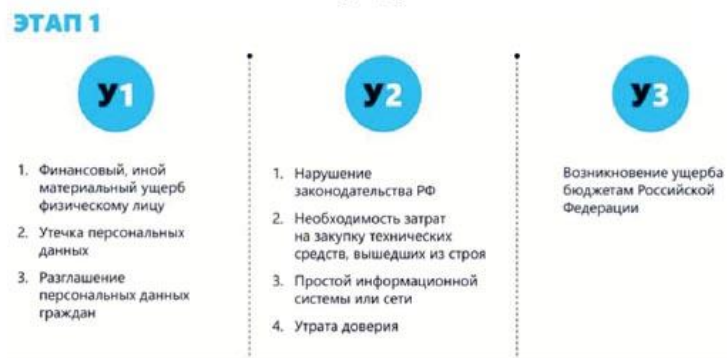 ЭТАП 1
У1
1. Финансовый, иной
материальный ущерб
физическому лицу
2. Утечка персональных
данных
3. Разглашение
персональных данных
граждан
У2
1. Нарушение
законодательства РФ
2. Необходимость затрат
на закупку технических
средств, вышедших из строя
3. Простой информационной
системы или сети
4. Утрата доверия
У3
Возникновение ущерба
бюджетам Российской
Федерации